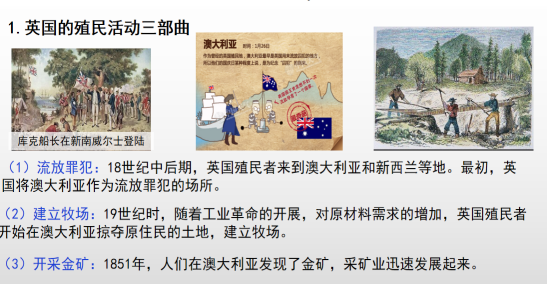 1.英国的殖民活动三部曲
库克船长在新南威尔士登陆
澳大利亚
时间：1月26日
（1）流放罪犯：18世纪中后期，英国殖民者来到澳大利亚和新西兰等地。最初，英
国将澳大利亚作为流放罪犯的场所。
（2）建立牧场：19世纪时，随着工业革命的开展，对原材料需求的增加，英国殖民者
开始在澳大利亚掠夺原住民的土地，建立牧场。
（3）开采金矿：1851年，人们在澳大利亚发现了金矿，采矿业迅速发展起来。